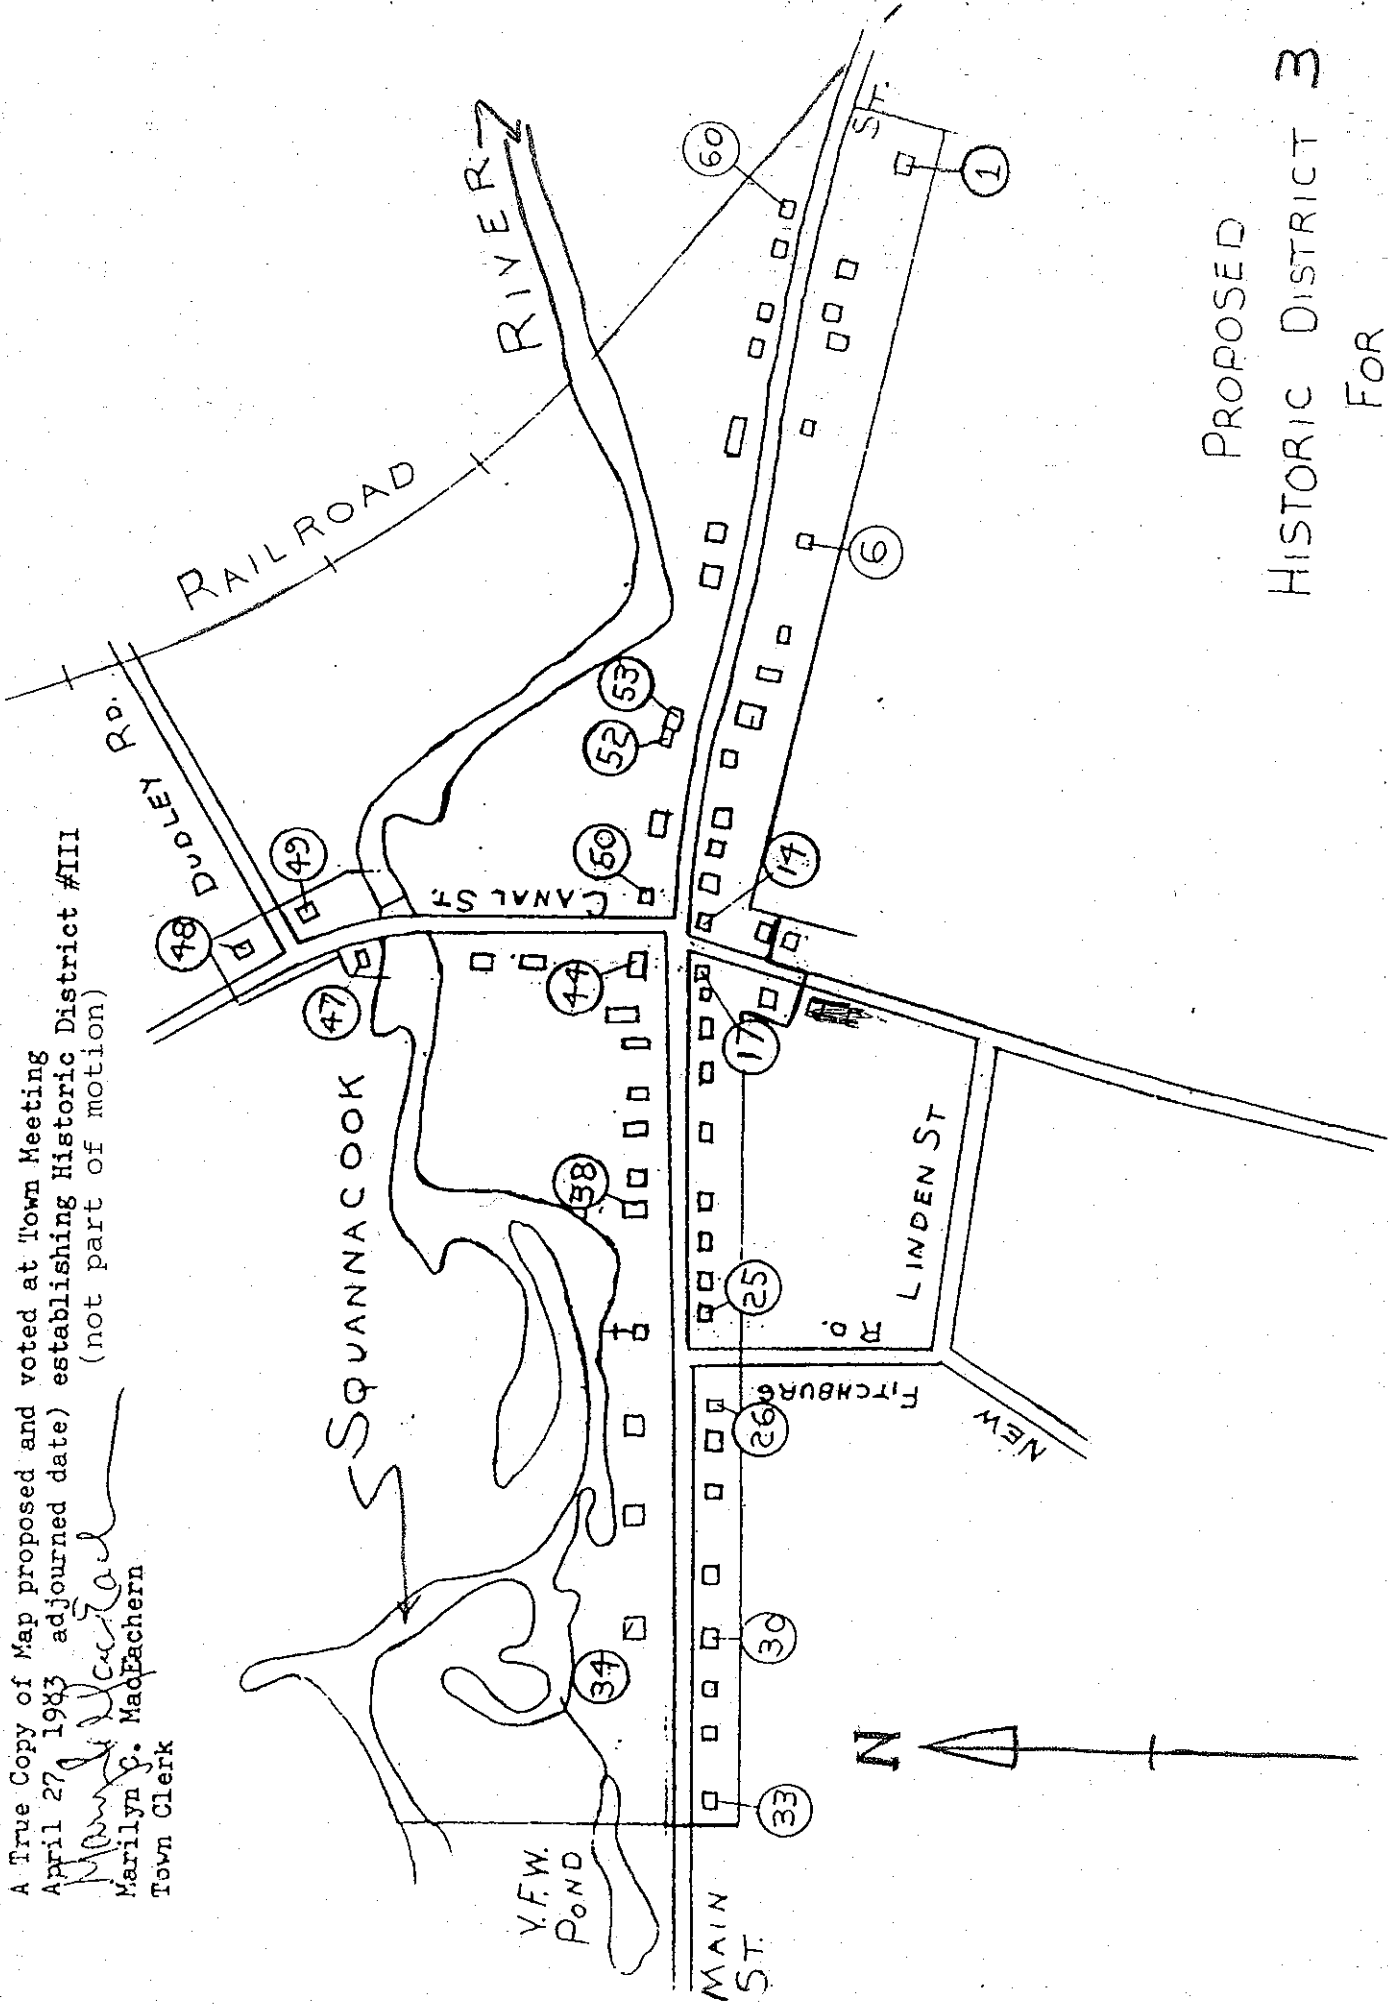 A True Copy of Map proposed and voted at Town Meeting
April 27, 1983 adjourned date) establishing Historic District #III
(not part of motion)
Marilyn C. MacEachern
Town Clerk
DUDLEY RD.
RAILROAD
RIVER
SQUANNACOOK
V.F.W.
POND
MAIN
ST.
CANAL ST.
ST.
FITCHBURG
RD.
NEW
LINDEN ST
48
49
47
44
50
52
53
60
1
6
14
17
38
25
26
34
30
33
N
PROPOSED
HISTORIC DISTRICT 3
FOR